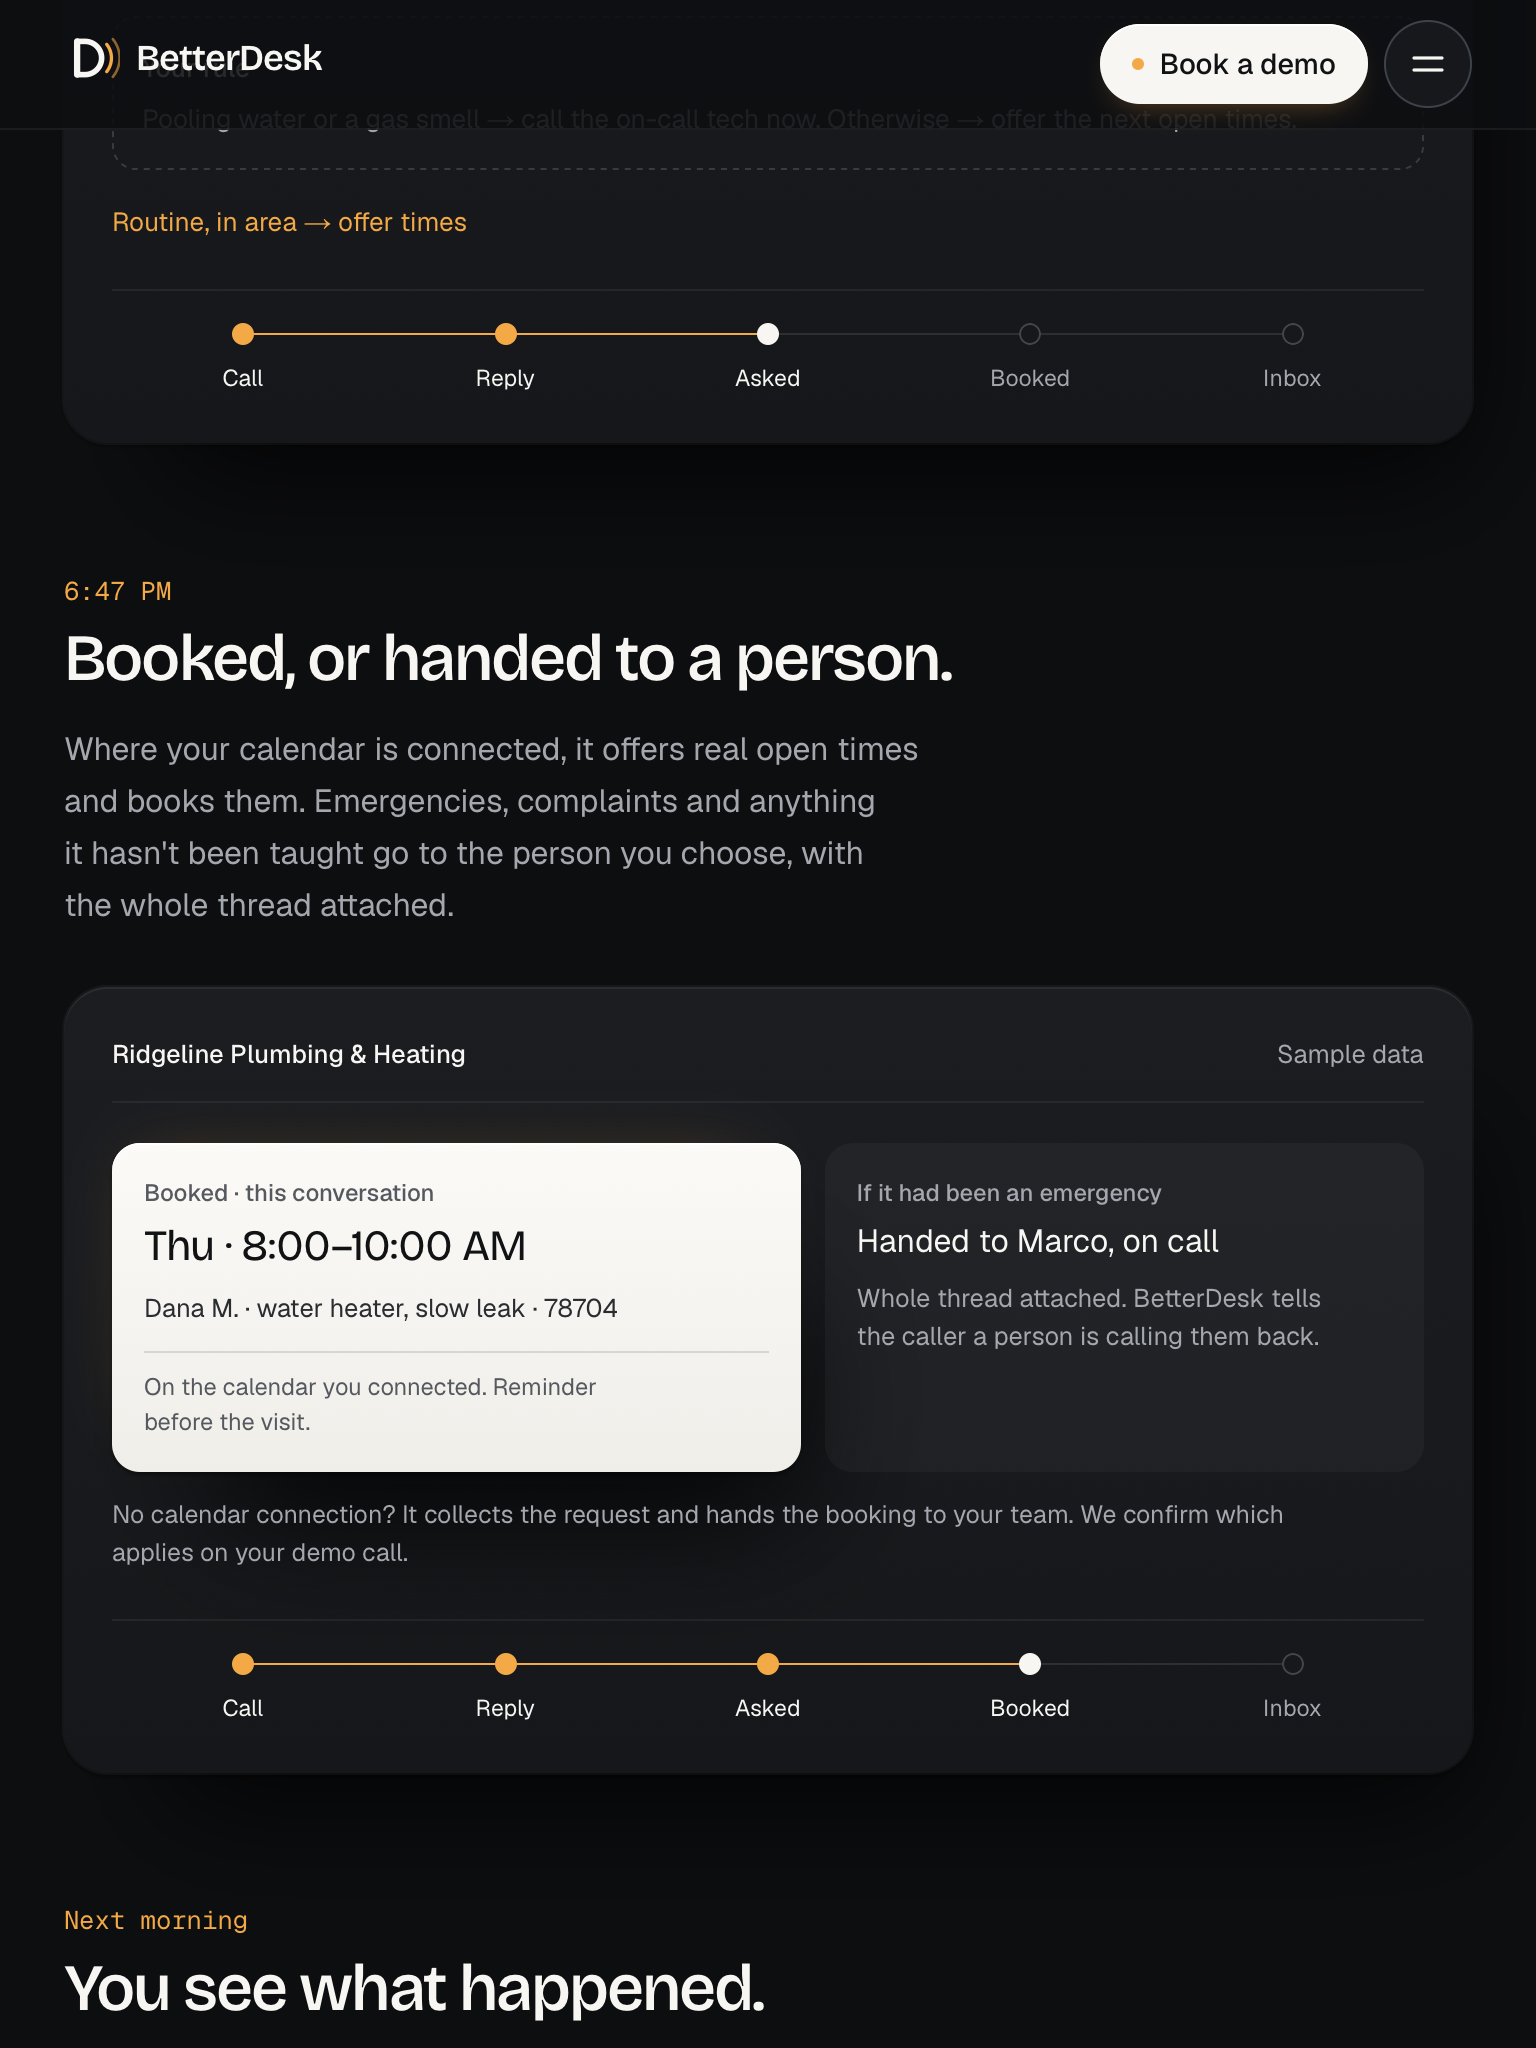 BetterDesk
Book a demo
Your rule
Pooling water or a gas smell → call the on-call tech now. Otherwise → offer the next open times.
Routine, in area → offer times
Call
Reply
Asked
Booked
Inbox
6:47 PM
Booked, or handed to a person.
Where your calendar is connected, it offers real open times
and books them. Emergencies, complaints and anything
it hasn't been taught go to the person you choose, with
the whole thread attached.
Ridgeline Plumbing & Heating
Sample data
Booked · this conversation
Thu · 8:00–10:00 AM
Dana M. · water heater, slow leak · 78704
On the calendar you connected. Reminder
before the visit.
If it had been an emergency
Handed to Marco, on call
Whole thread attached. BetterDesk tells
the caller a person is calling them back.
No calendar connection? It collects the request and hands the booking to your team. We confirm which
applies on your demo call.
Call
Reply
Asked
Booked
Inbox
Next morning
You see what happened.